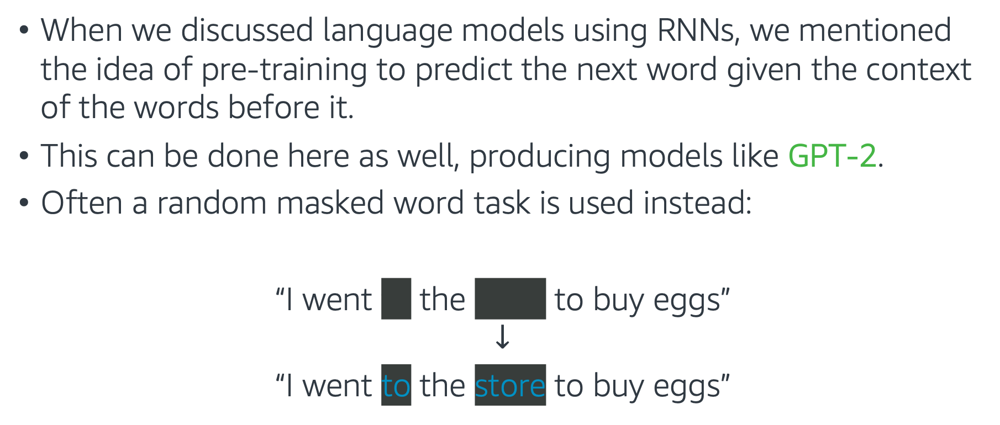 • When we discussed language models using RNNs, we mentioned
the idea of pre-training to predict the next word given the context
of the words before it.
• This can be done here as well, producing models like GPT-2.
• Often a random masked word task is used instead:
“I went the to buy eggs”
↓
“I went to the store to buy eggs”